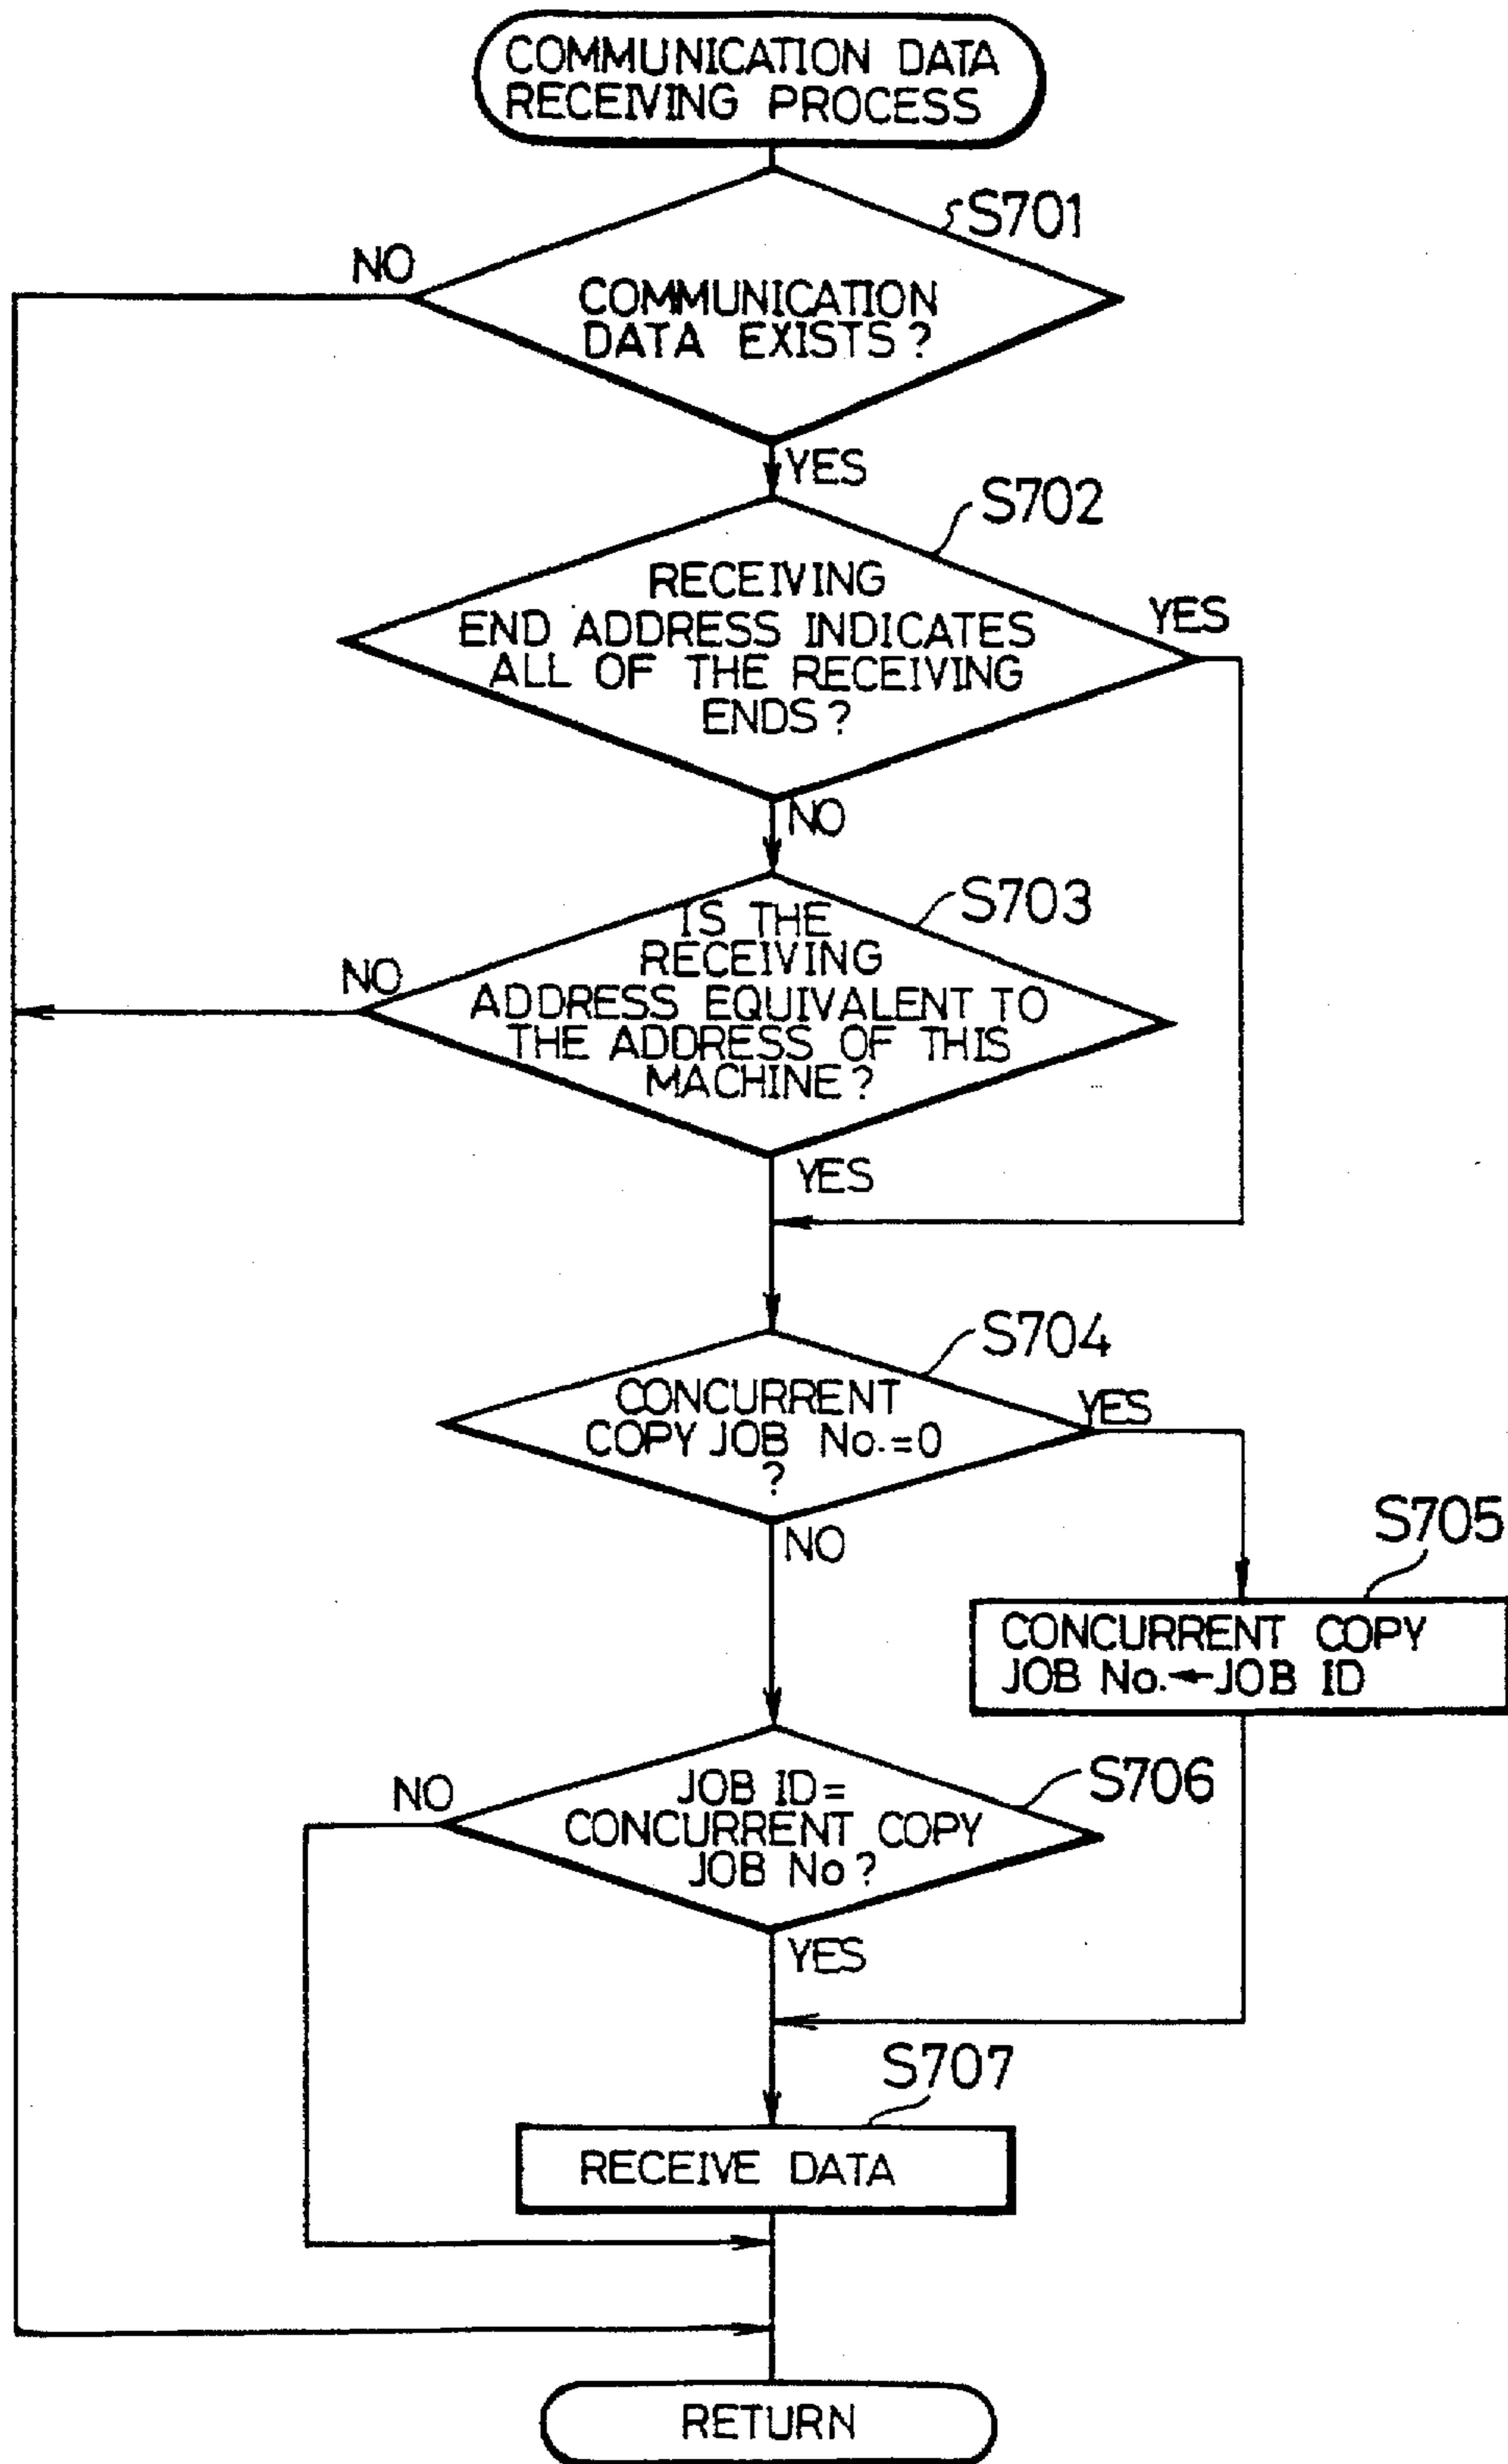 COMMUNICATION DATA
RECEIVING PROCESS
S701
NO
COMMUNICATION
DATA EXISTS?
YES
S702
RECEIVING
END ADDRESS INDICATES
ALL OF THE RECEIVING
ENDS?
YES
NO
S703
IS THE
RECEIVING
ADDRESS EQUIVALENT TO
THE ADDRESS OF THIS
MACHINE?
NO
YES
S704
CONCURRENT
COPY JOB No.=0
?
YES
NO
S705
CONCURRENT COPY
JOB No.←JOB ID
S706
JOB ID=
CONCURRENT COPY
JOB No?
NO
YES
S707
RECEIVE DATA
RETURN